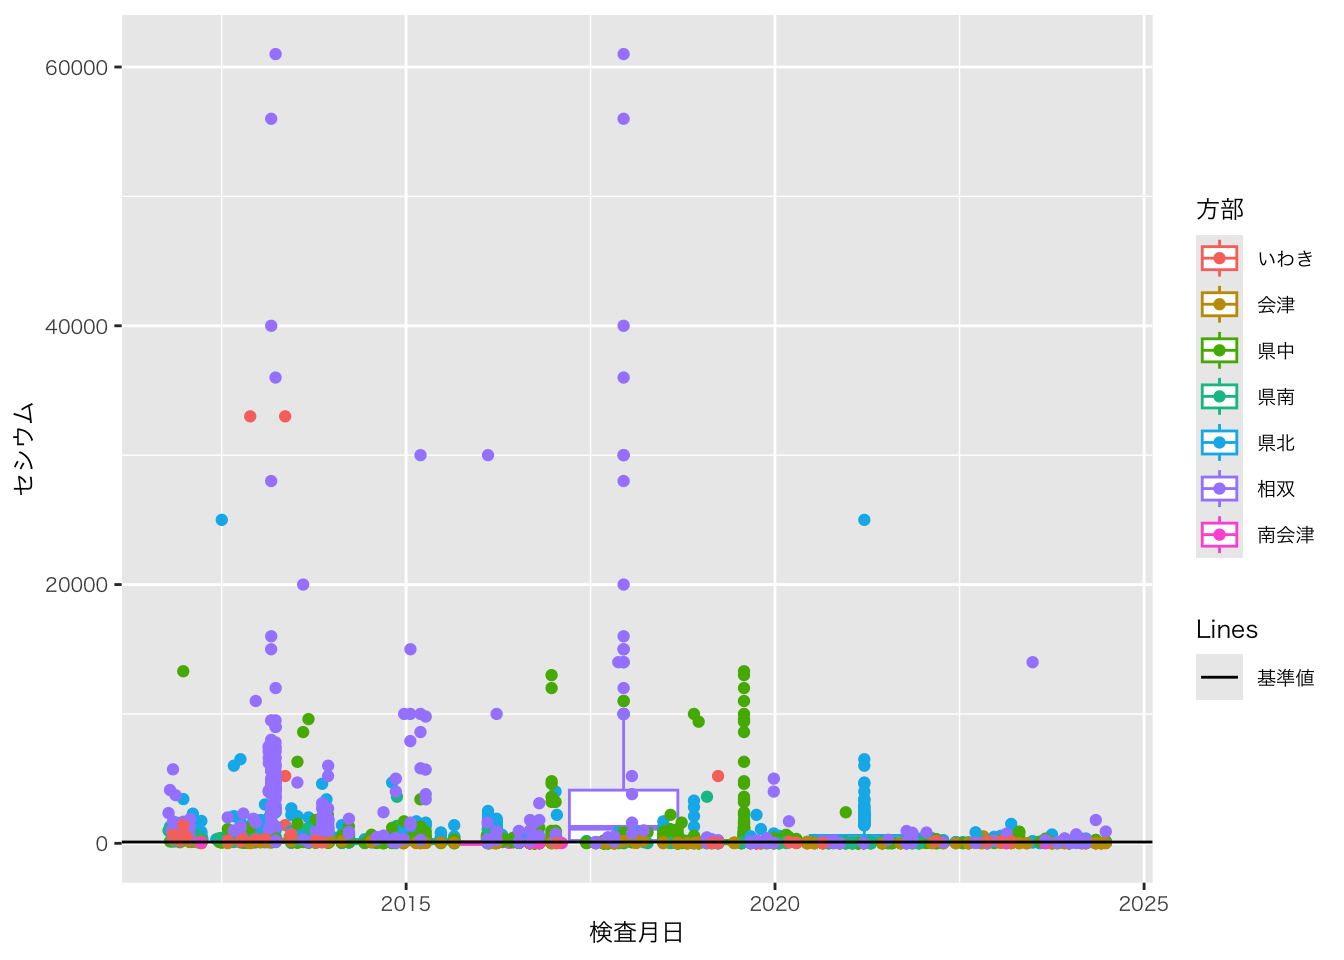 60000
40000
20000
0
セシウム
2015
2020
2025
検査月日
方部
いわき
会津
県中
県南
県北
相双
南会津
Lines
基準値